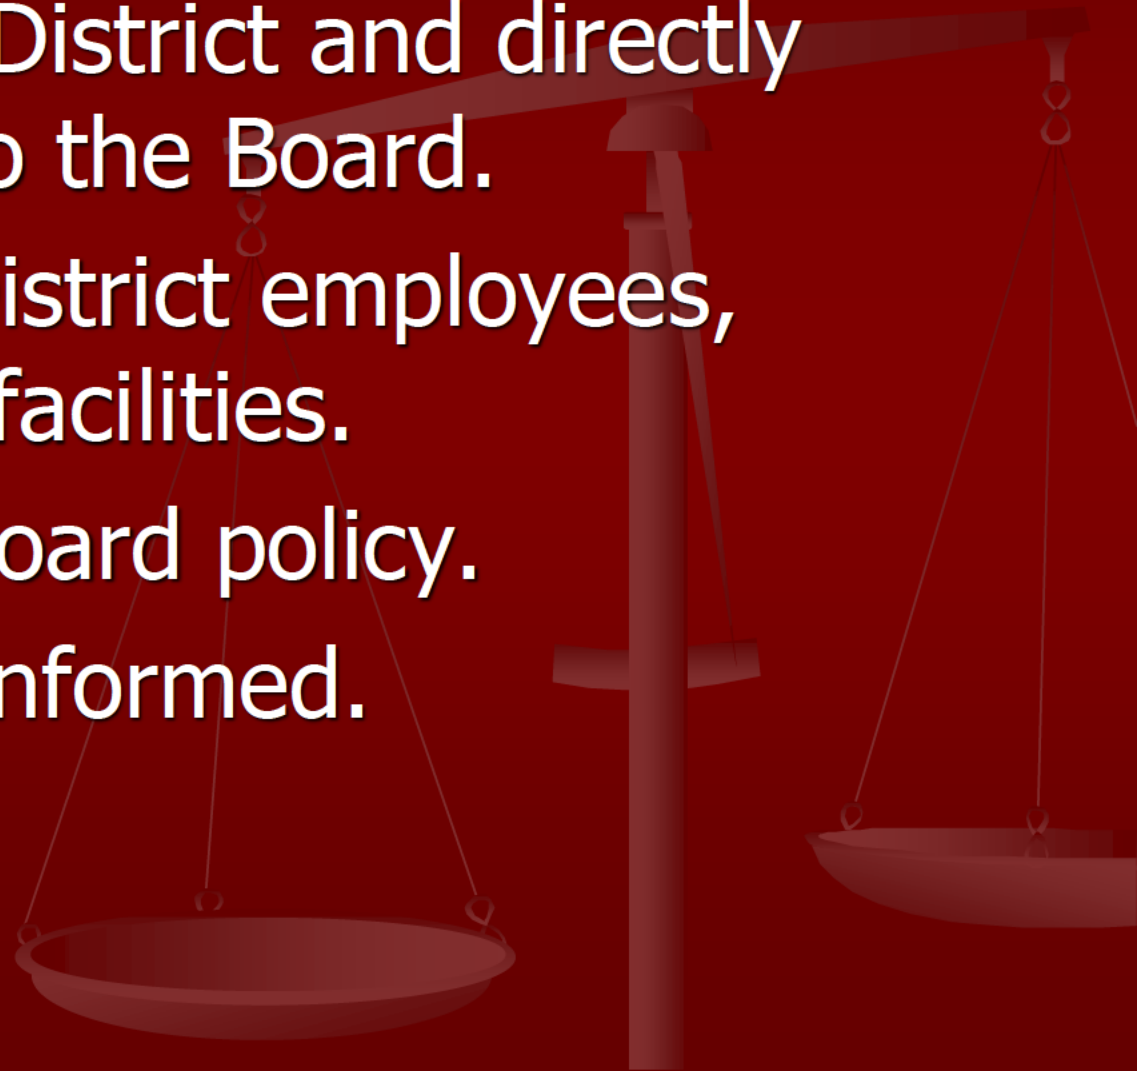 District and directly
o the Board.
istrict employees,
facilities.
oard policy.
nformed.